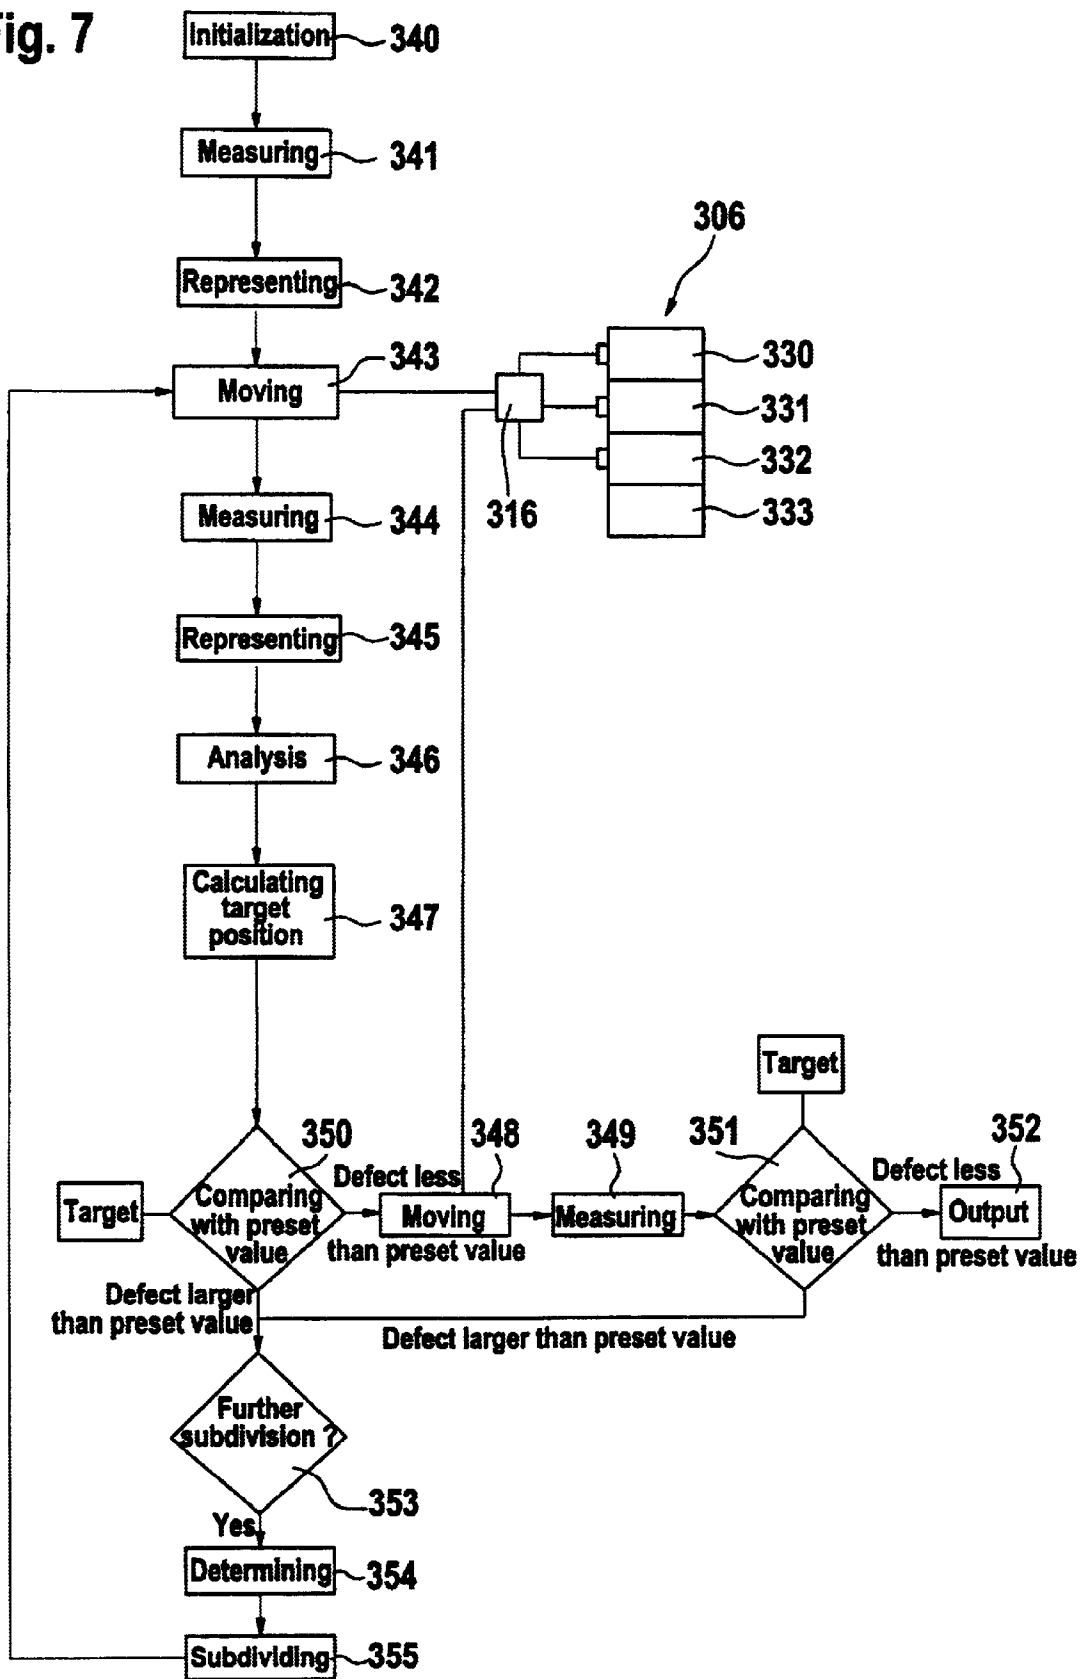 Fig. 7
Initialization
340
Measuring
341
Representing
342
306
343
Moving
330
331
332
333
316
Measuring
344
Representing
345
Analysis
346
Calculating
target
position
347
Target
350
348
349
351
352
Target
Comparing
with preset
value
Defect less
Moving
than preset value
Measuring
Comparing
with preset
value
Defect less
Output
than preset value
Defect larger
than preset value
Defect larger than preset value
Further
subdivision ?
353
Yes
Determining
354
Subdividing
355